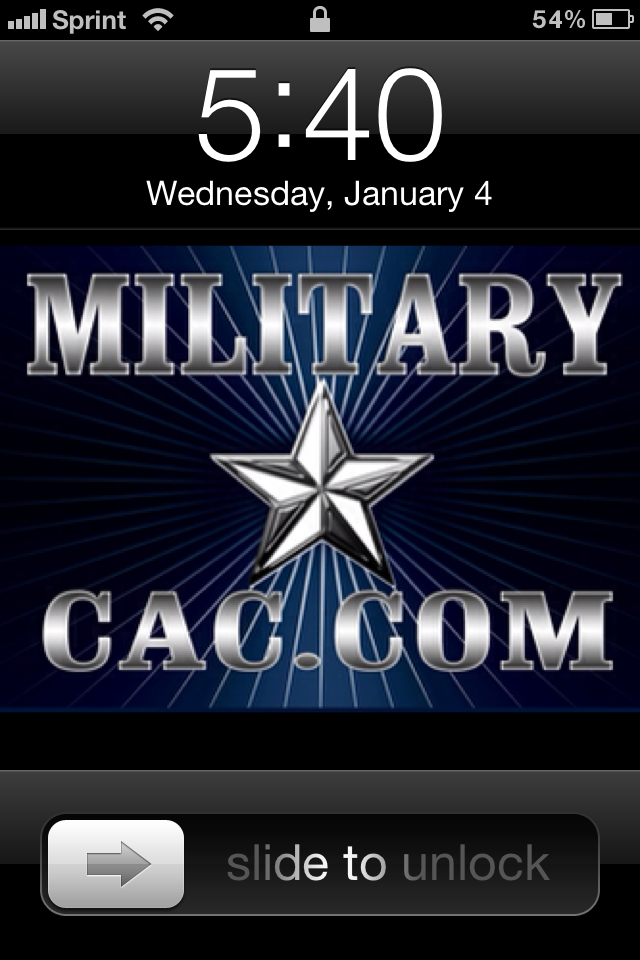 Sprint 54%
5:40
Wednesday, January 4
MILITARY
CAC.COM
slide to unlock